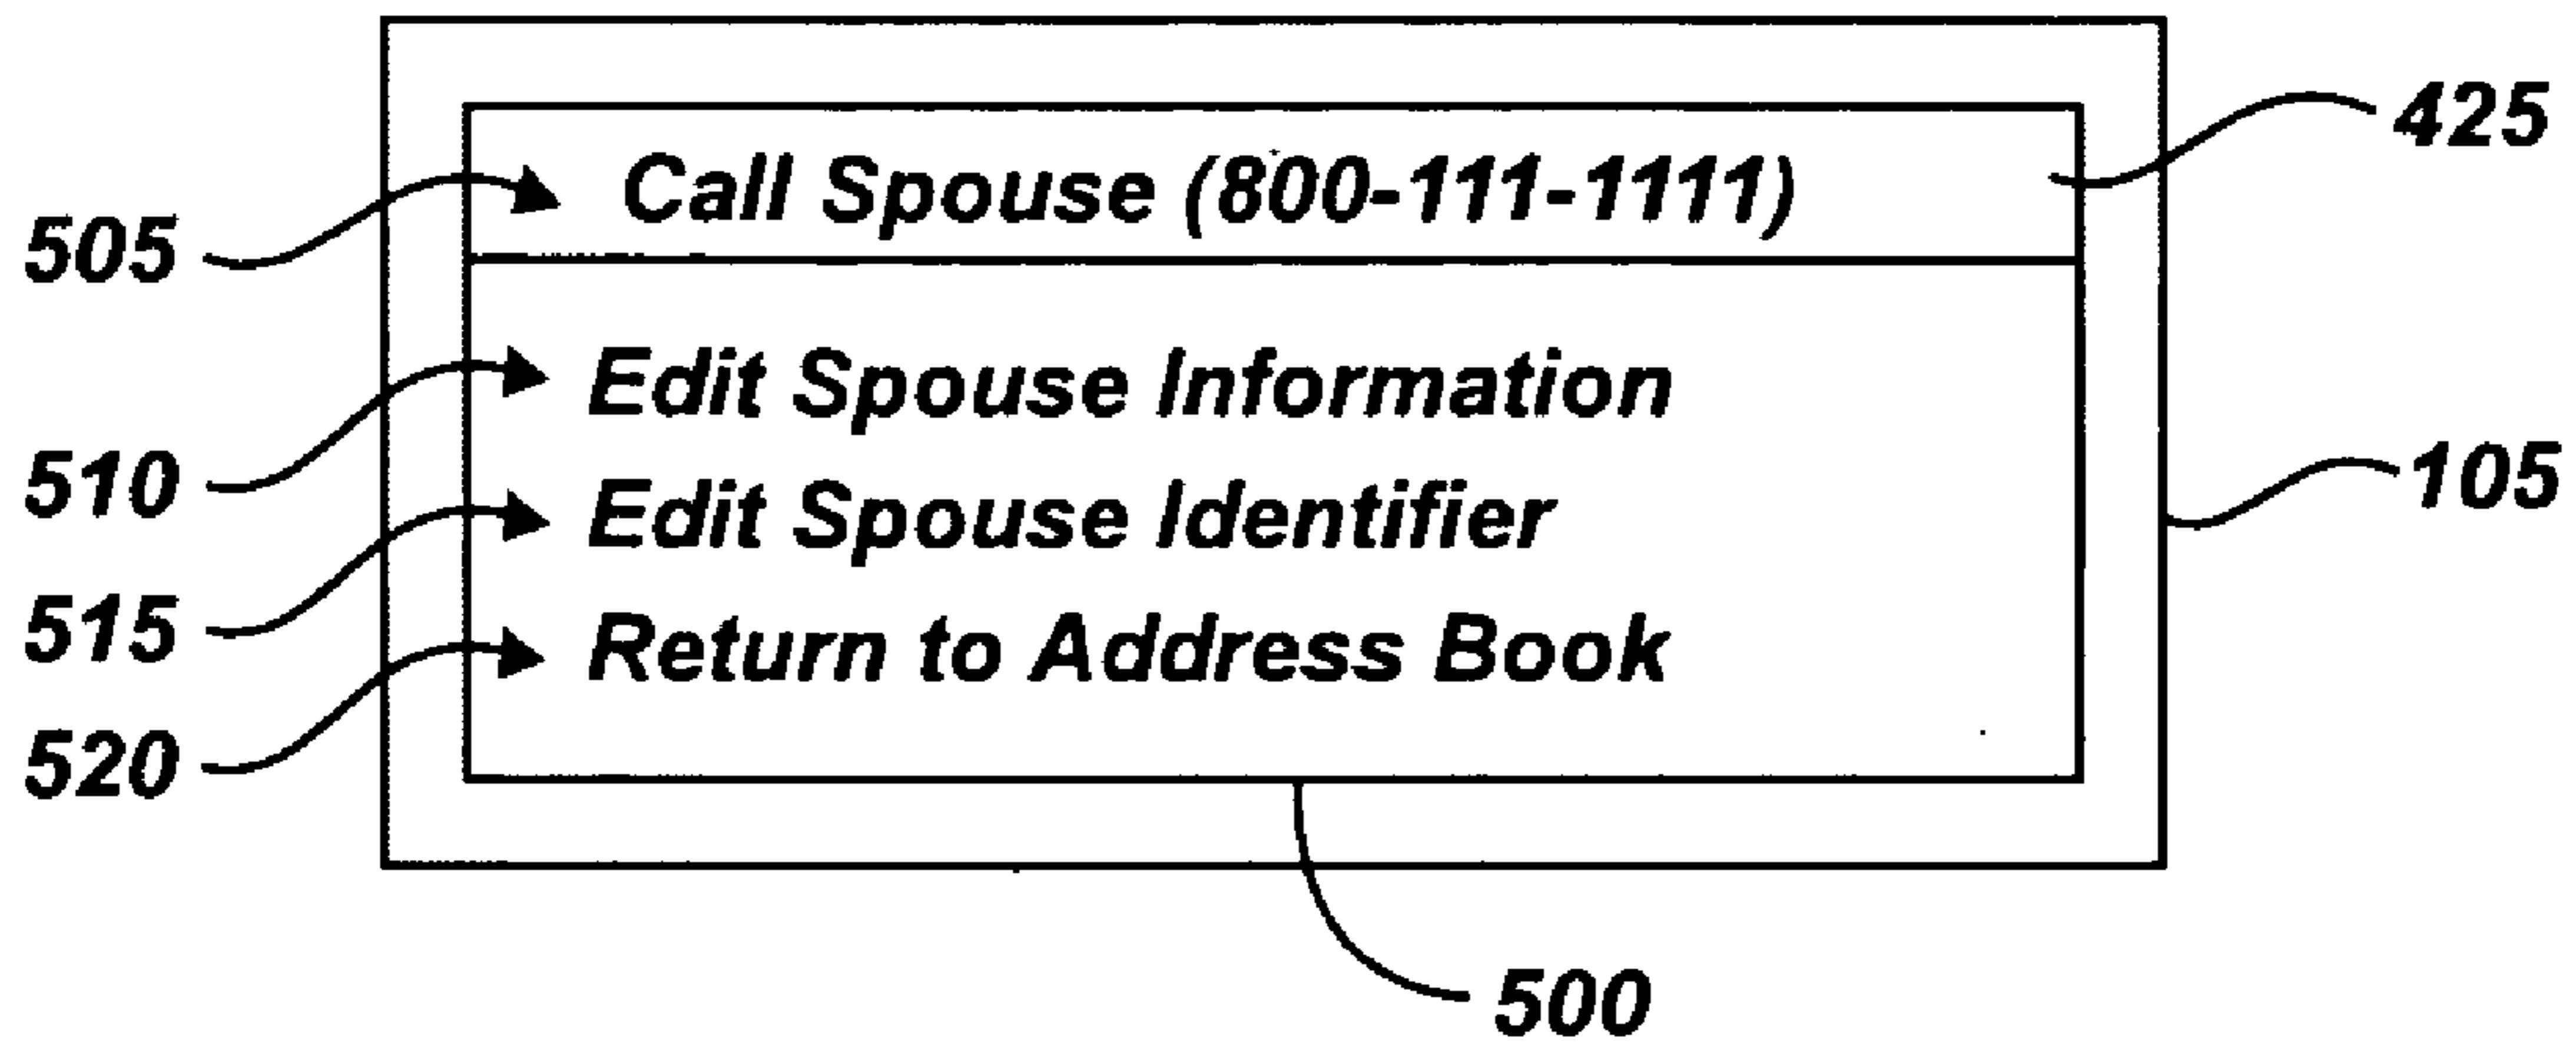 425
505 Call Spouse (800-111-1111)
510 Edit Spouse Information
105
515 Edit Spouse Identifier
520 Return to Address Book
500